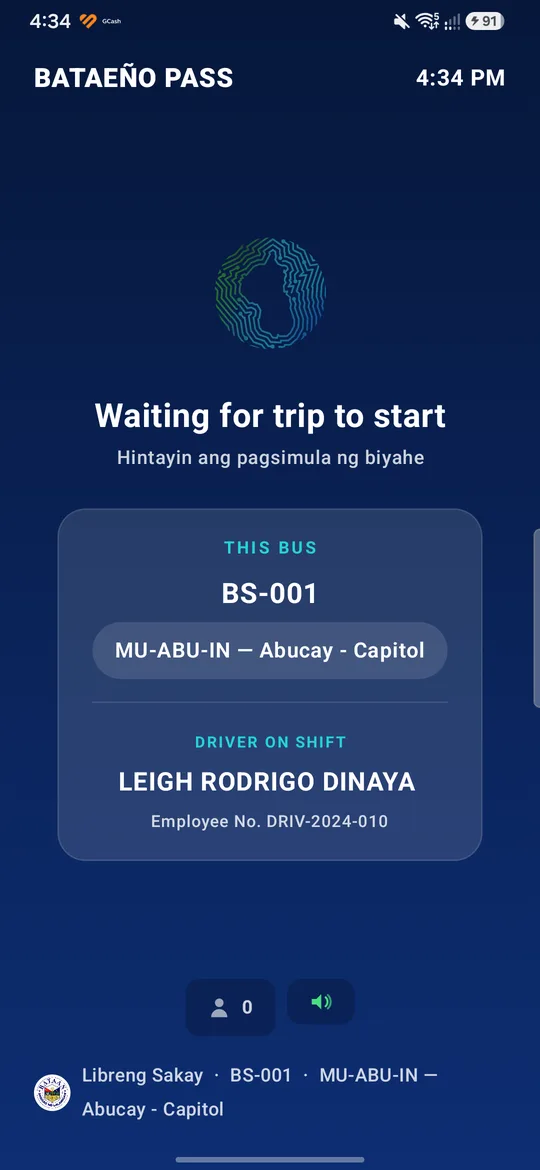 4:34 GCash 5 91
BATAEÑO PASS 4:34 PM
Waiting for trip to start
Hintayin ang pagsimula ng biyahe
THIS BUS
BS-001
MU-ABU-IN — Abucay - Capitol
DRIVER ON SHIFT
LEIGH RODRIGO DINAYA
Employee No. DRIV-2024-010
0
Libreng Sakay · BS-001 · MU-ABU-IN —
Abucay - Capitol
BATAAN